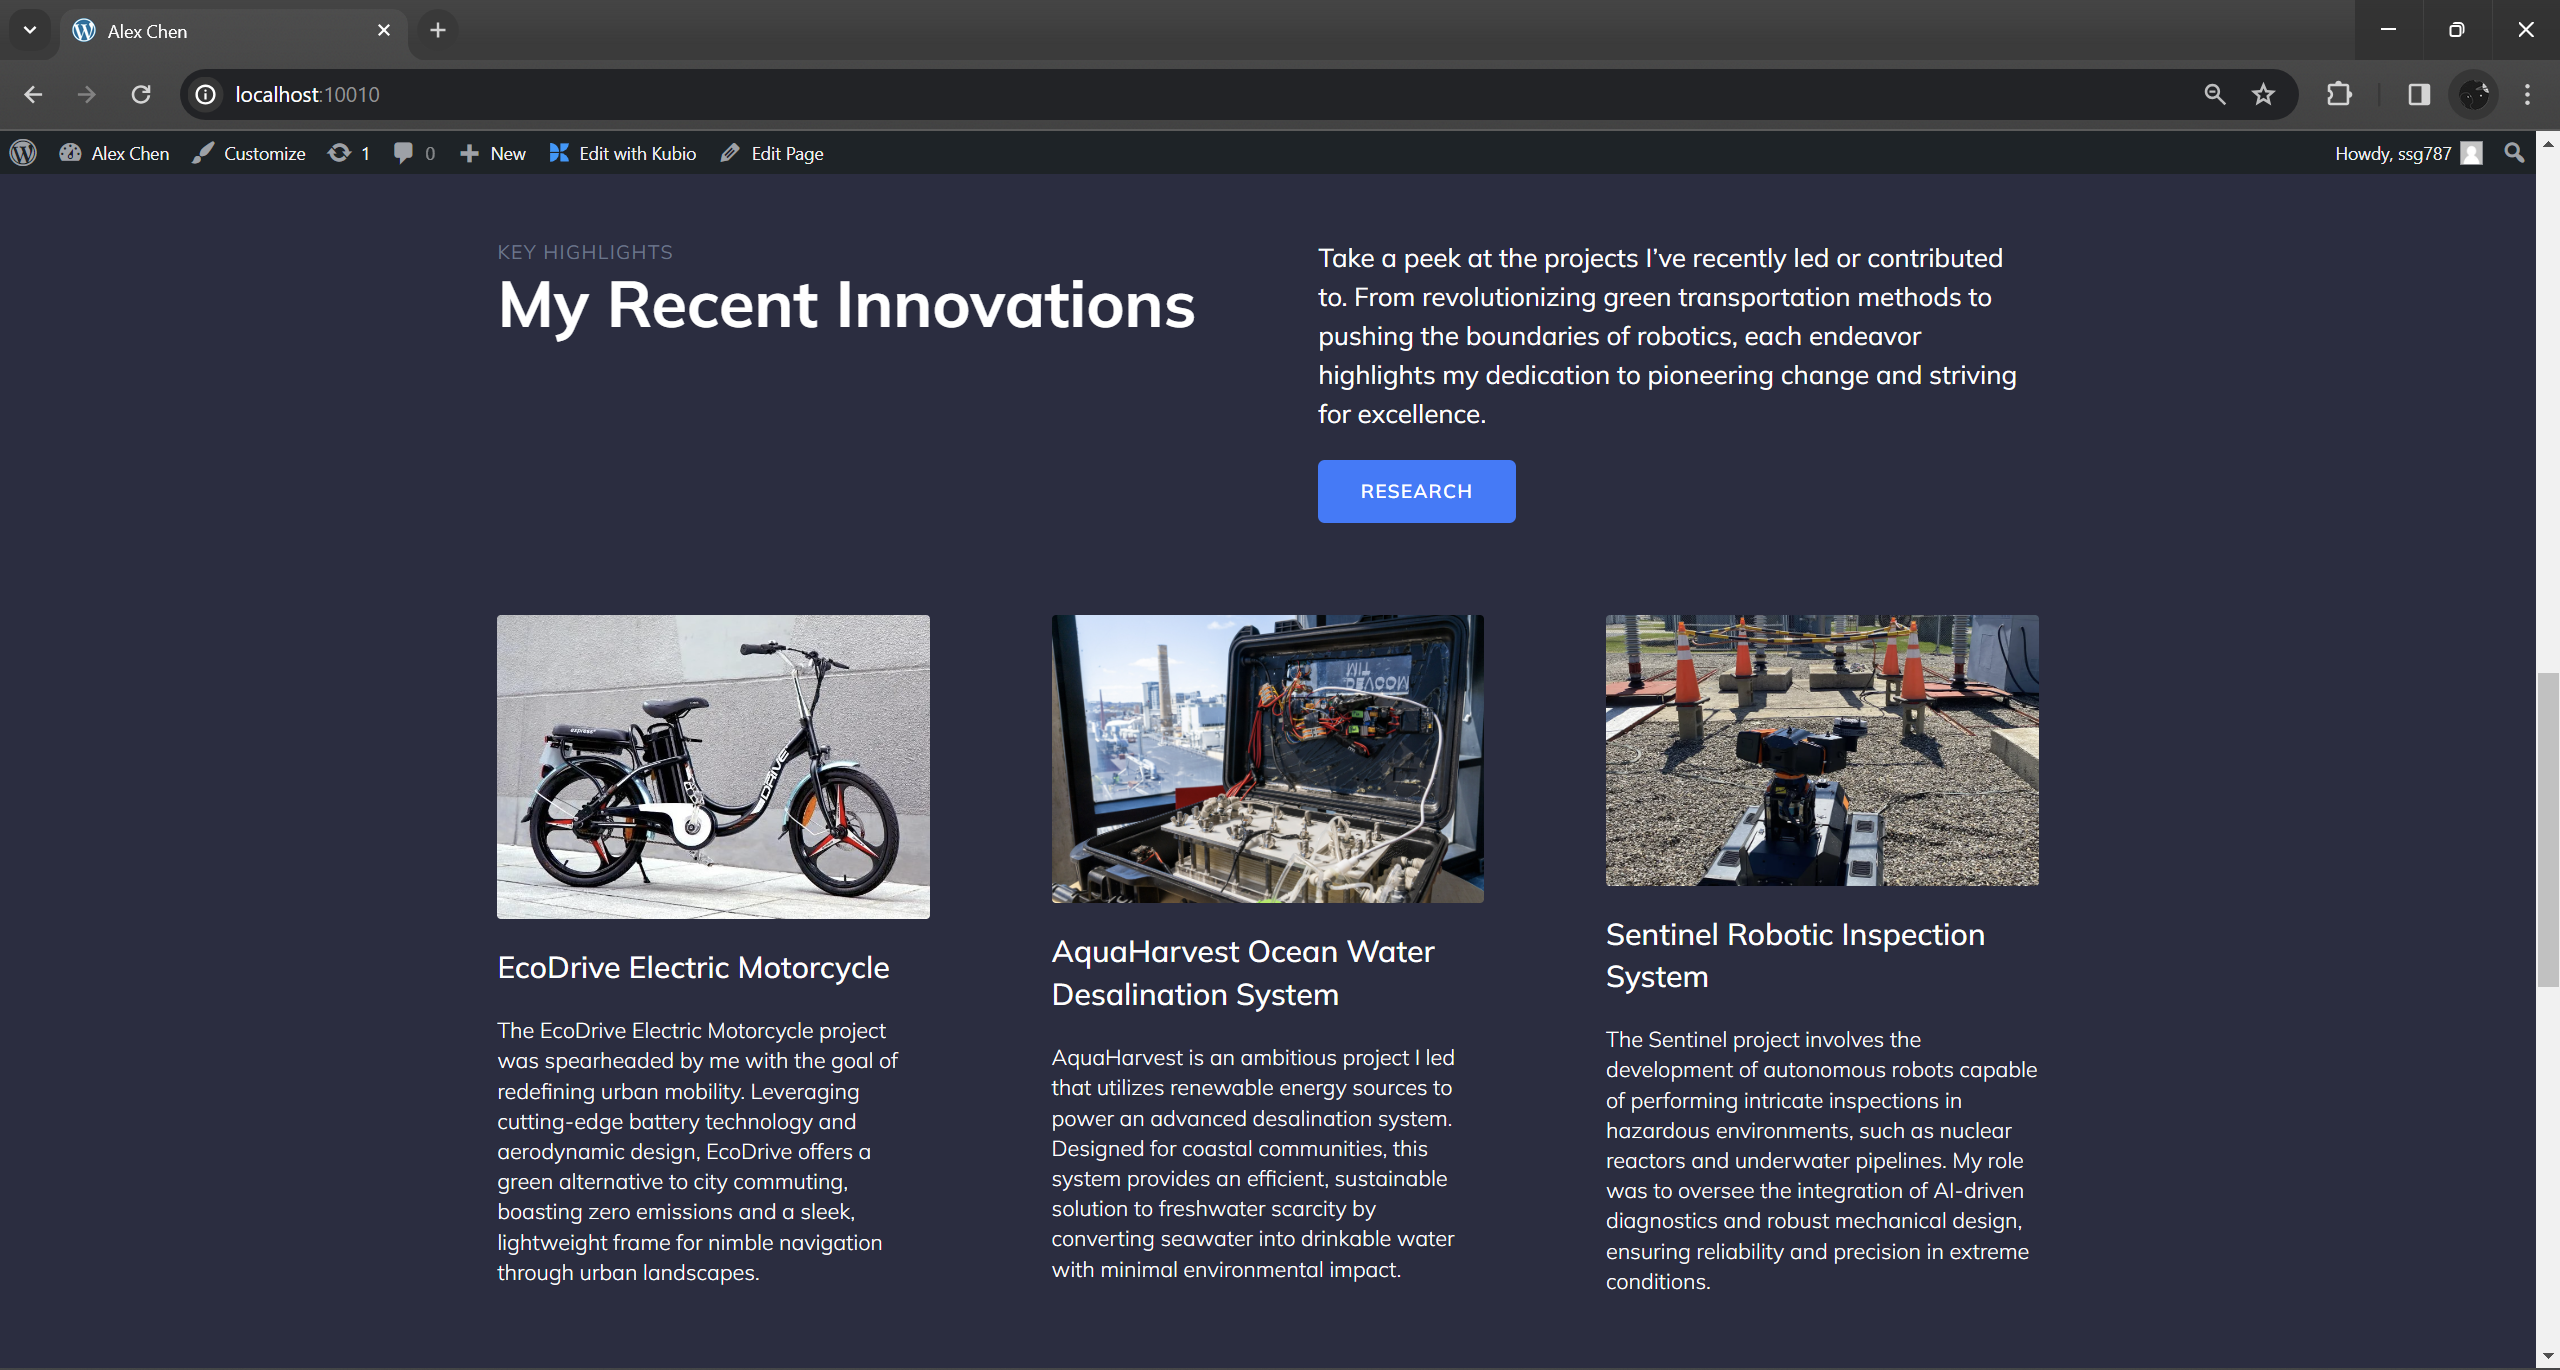 Alex Chen
localhost:10010
Alex Chen
Customize
1
0
New
Edit with Kubio
Edit Page
Howdy, ssg787
KEY HIGHLIGHTS
My Recent Innovations
Take a peek at the projects I’ve recently led or contributed
to. From revolutionizing green transportation methods to
pushing the boundaries of robotics, each endeavor
highlights my dedication to pioneering change and striving
for excellence.
RESEARCH
express
DRIVE
EcoDrive Electric Motorcycle
The EcoDrive Electric Motorcycle project
was spearheaded by me with the goal of
redefining urban mobility. Leveraging
cutting-edge battery technology and
aerodynamic design, EcoDrive offers a
green alternative to city commuting,
boasting zero emissions and a sleek,
lightweight frame for nimble navigation
through urban landscapes.
AquaHarvest Ocean Water
Desalination System
AquaHarvest is an ambitious project I led
that utilizes renewable energy sources to
power an advanced desalination system.
Designed for coastal communities, this
system provides an efficient, sustainable
solution to freshwater scarcity by
converting seawater into drinkable water
with minimal environmental impact.
Sentinel Robotic Inspection
System
The Sentinel project involves the
development of autonomous robots capable
of performing intricate inspections in
hazardous environments, such as nuclear
reactors and underwater pipelines. My role
was to oversee the integration of AI-driven
diagnostics and robust mechanical design,
ensuring reliability and precision in extreme
conditions.